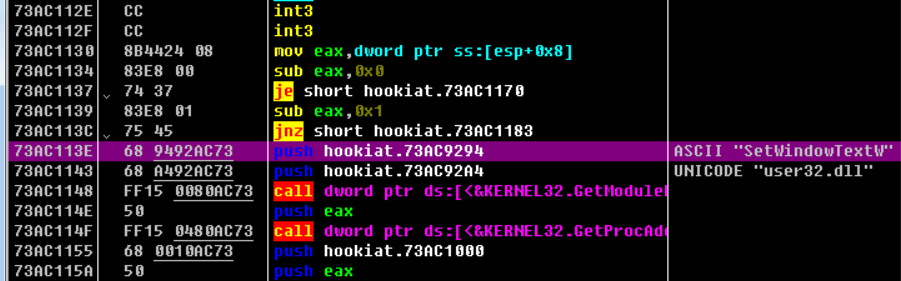 73AC112E CC int3
73AC112F CC int3
73AC1130 8B4424 08 mov eax,dword ptr ss:[esp+0x8]
73AC1134 83E8 00 sub eax,0x0
73AC1137 74 37 je short hookiat.73AC1170
73AC1139 83E8 01 sub eax,0x1
73AC113C 75 45 jnz short hookiat.73AC1183
73AC113E 68 9492AC73 push hookiat.73AC9294 ASCII "SetWindowTextW"
73AC1143 68 A492AC73 push hookiat.73AC92A4 UNICODE "user32.dll"
73AC1148 FF15 0080AC73 call dword ptr ds:[<&KERNEL32.GetModule
73AC114E 50 push eax
73AC114F FF15 0480AC73 call dword ptr ds:[<&KERNEL32.GetProcAd
73AC1155 68 0010AC73 push hookiat.73AC1000
73AC115A 50 push eax